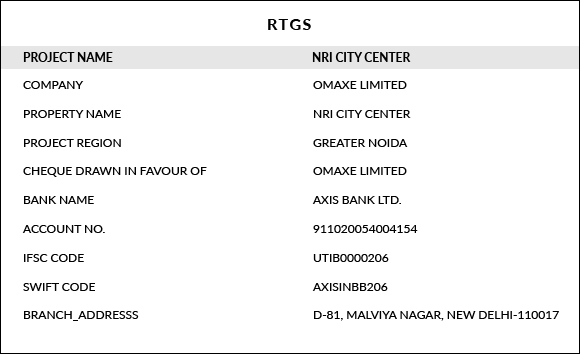 RTGS
PROJECT NAME NRI CITY CENTER
COMPANY OMAXE LIMITED
PROPERTY NAME NRI CITY CENTER
PROJECT REGION GREATER NOIDA
CHEQUE DRAWN IN FAVOUR OF OMAXE LIMITED
BANK NAME AXIS BANK LTD.
ACCOUNT NO. 911020054004154
IFSC CODE UTIB0000206
SWIFT CODE AXISINBB206
BRANCH_ADDRESSS D-81, MALVIYA NAGAR, NEW DELHI-110017